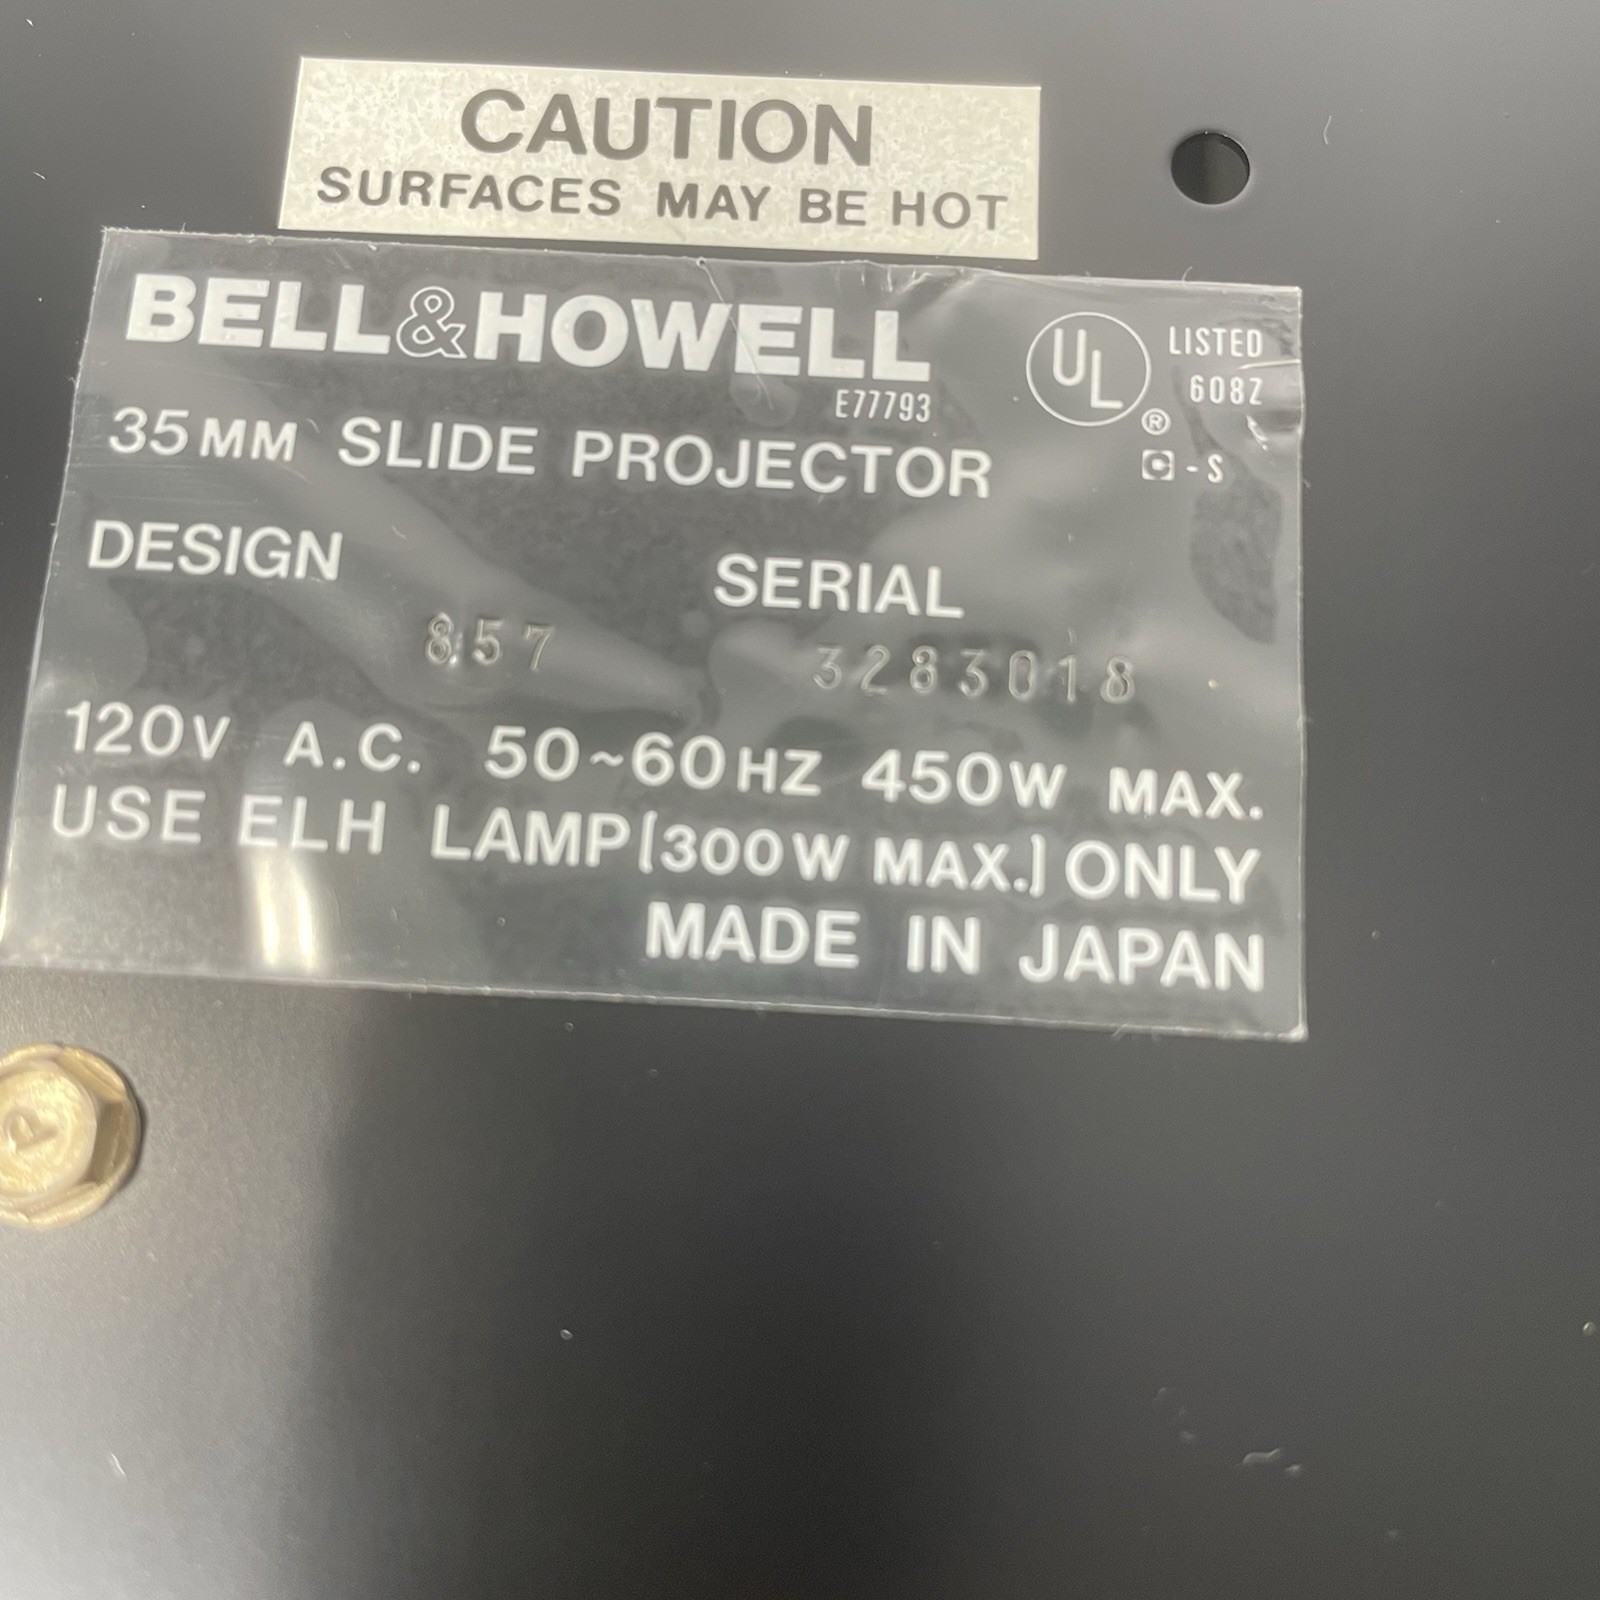 CAUTION
SURFACES MAY BE HOT
BELL&HOWELL
E77793
UL® LISTED
608Z
C - S
35MM SLIDE PROJECTOR
DESIGN 857
SERIAL 3283018
120V A.C. 50~60HZ 450W MAX.
USE ELH LAMP(300W MAX.) ONLY
MADE IN JAPAN